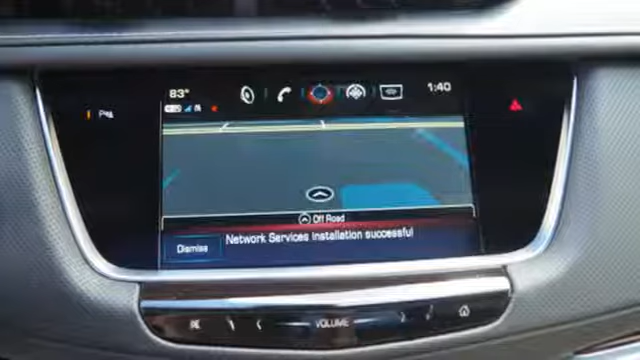 83°
1:40
Off Road
Dismiss
Network Services installation successful
VOLUME